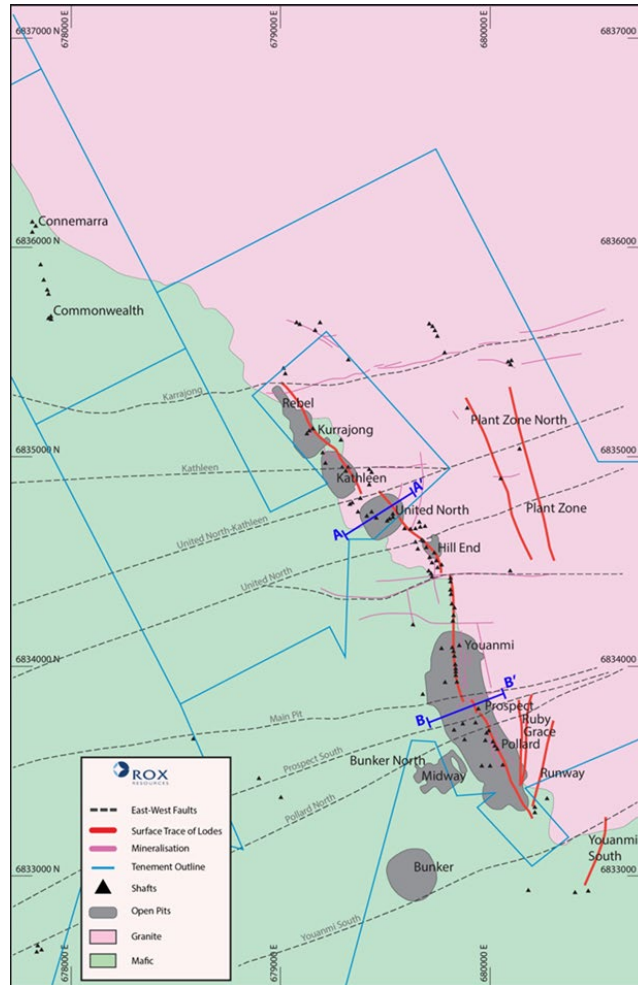 678000 E
679000 E
680000 E
6837000 N
6837000 N
Connemarra
6836000 N
6836000 N
Commonwealth
Karrajong
Rebel
Plant Zone North
Kurrajong
6835000 N
6835000 N
Kathleen
Kathleen
A'
United North
Plant Zone
A
United North-Kathleen
Hill End
United North
Youanmi
6834000 N
6834000 N
B'
Prospect
B
Ruby
Main Pit
Grace
Pollard
Prospect South
Bunker North
Midway
Runway
Pollard North
Youanmi
South
Bunker
6833000 N
6833000 N
Youanmi South
ROX
RESOURCES
East-West Faults
Surface Trace of Lodes
Mineralisation
Tenement Outline
Shafts
Open Pits
Granite
Mafic
678000 E
679000 E
680000 E